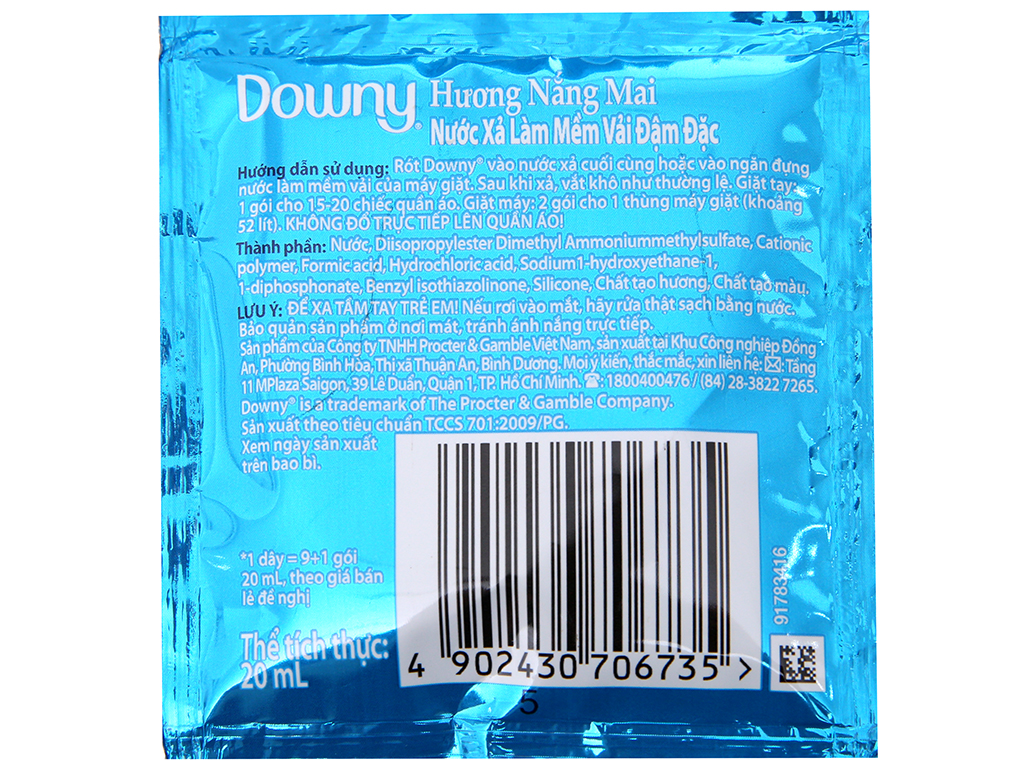 Downy® Hương Nắng Mai
Nước Xả Làm Mềm Vải Đậm Đặc
Hướng dẫn sử dụng: Rót Downy® vào nước xả cuối cùng hoặc vào ngăn đựng
nước làm mềm vải của máy giặt. Sau khi xả, vắt khô như thường lệ. Giặt tay:
1 gói cho 15-20 chiếc quần áo. Giặt máy: 2 gói cho 1 thùng máy giặt (khoảng
52 lít). KHÔNG ĐỔ TRỰC TIẾP LÊN QUẦN ÁO!
Thành phần: Nước, Diisopropylester Dimethyl Ammoniummethylsulfate, Cationic
polymer, Formic acid, Hydrochloric acid, Sodium1-hydroxyethane-1,
1-diphosphonate, Benzyl isothiazolinone, Silicone, Chất tạo hương, Chất tạo màu.
LƯU Ý: ĐỂ XA TẦM TAY TRẺ EM! Nếu rơi vào mắt, hãy rửa thật sạch bằng nước.
Bảo quản sản phẩm ở nơi mát, tránh ánh nắng trực tiếp.
Sản phẩm của Công ty TNHH Procter & Gamble Việt Nam, sản xuất tại Khu Công nghiệp Đồng
An, Phường Bình Hòa, Thị xã Thuận An, Bình Dương. Mọi ý kiến, thắc mắc, xin liên hệ: Tầng
11 MPlaza Saigon, 39 Lê Duẩn, Quận 1, TP. Hồ Chí Minh. : 1800400476 / (84) 28-3822 7265.
Downy® is a trademark of The Procter & Gamble Company.
Sản xuất theo tiêu chuẩn TCCS 701:2009/PG.
Xem ngày sản xuất
trên bao bì.
*1 dây = 9+1 gói
20 mL, theo giá bán
lẻ đề nghị
Thể tích thực:
20 mL
4 902430 706735 >
5
91783416